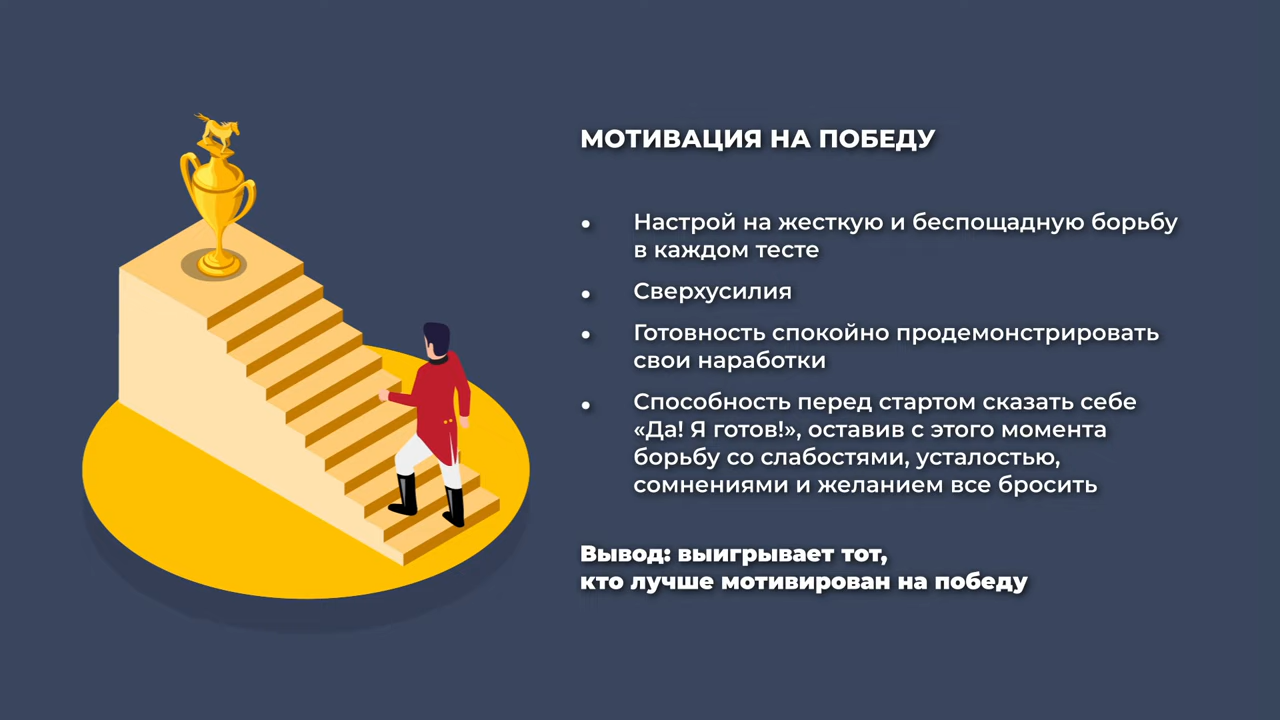 МОТИВАЦИЯ НА ПОБЕДУ
• Настрой на жесткую и беспощадную борьбу
в каждом тесте
• Сверхусилия
• Готовность спокойно продемонстрировать
свои наработки
• Способность перед стартом сказать себе
«Да! Я готов!», оставив с этого момента
борьбу со слабостями, усталостью,
сомнениями и желанием все бросить
Вывод: выигрывает тот,
кто лучше мотивирован на победу